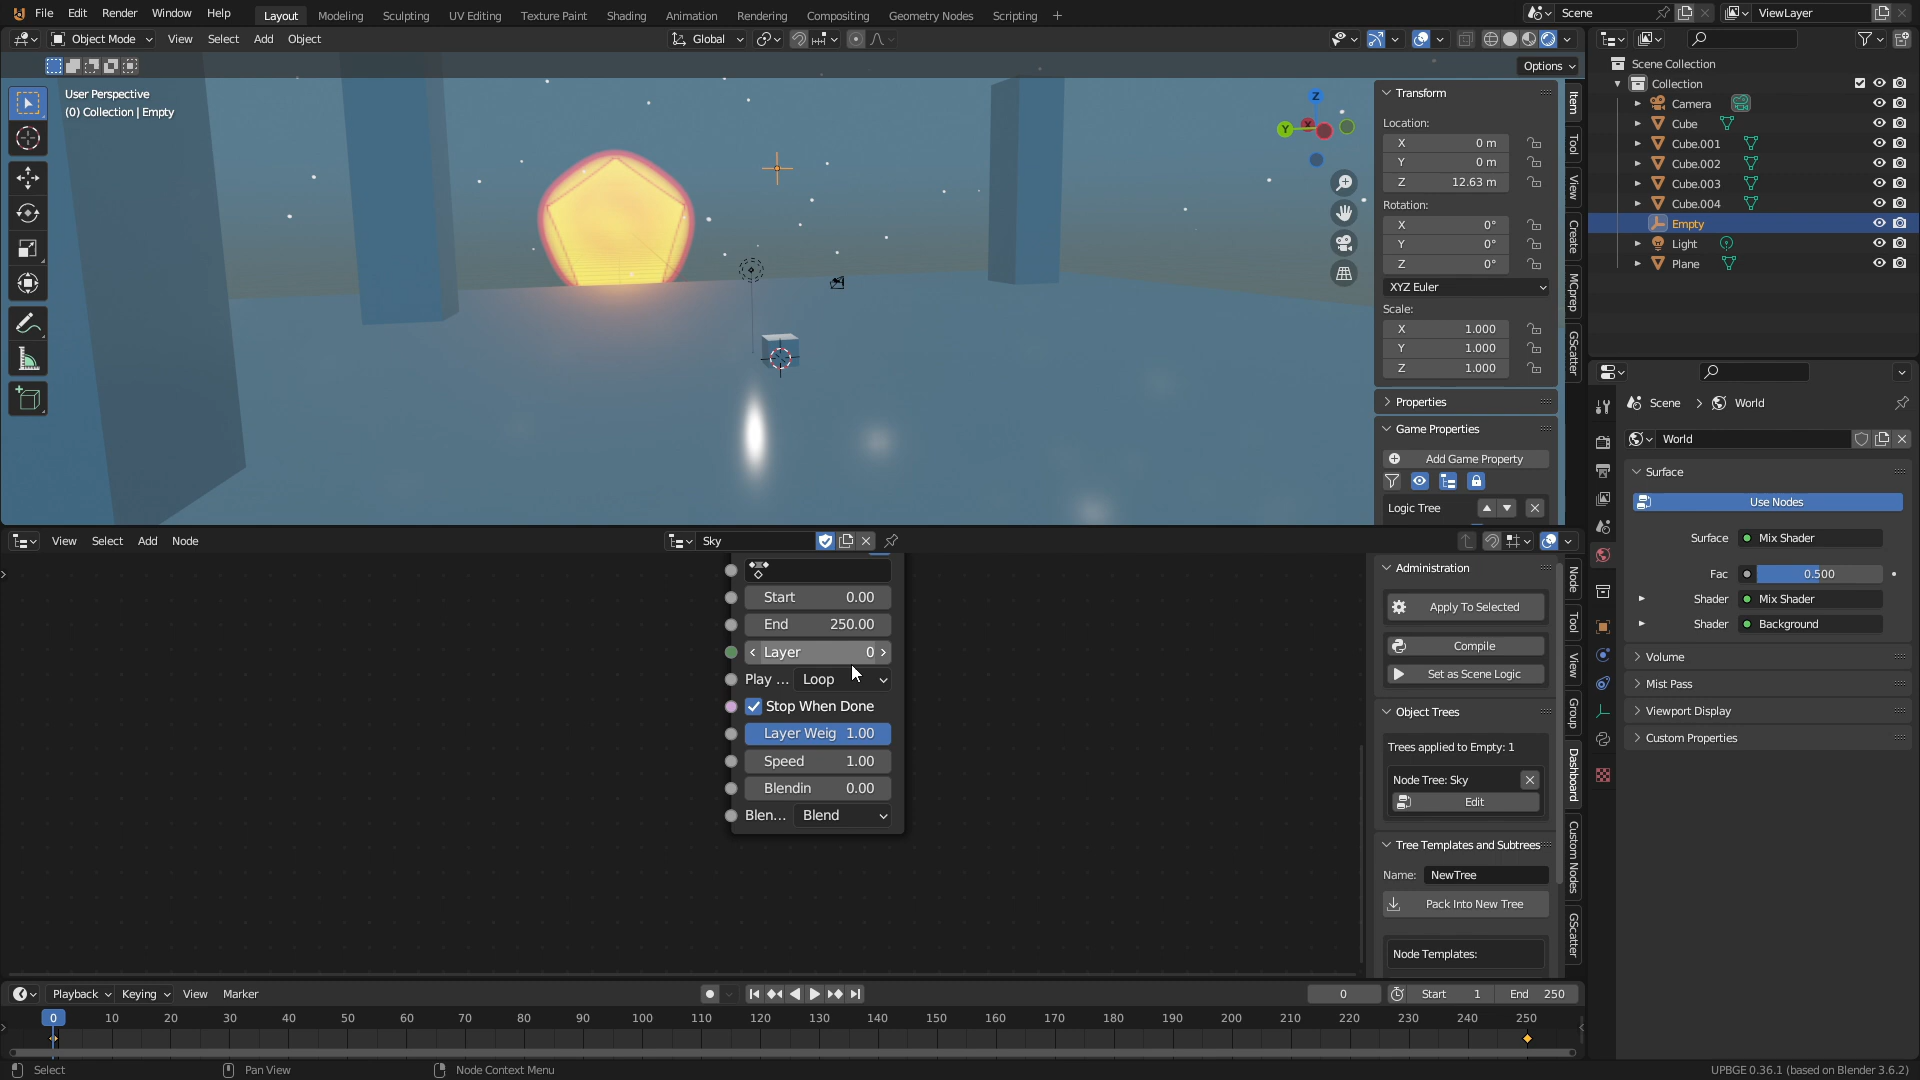 File Edit Render Window Help Layout Modeling Sculpting UV Editing Texture Paint Shading Animation Rendering Compositing Geometry Nodes Scripting + Scene ViewLayer
Object Mode View Select Add Object Global
Options
User Perspective
(0) Collection | Empty
Z
Y
X
Transform
Location:
X 0 m
Y 0 m
Z 12.63 m
Rotation:
X 0°
Y 0°
Z 0°
XYZ Euler
Scale:
X 1.000
Y 1.000
Z 1.000
Properties
Game Properties
Add Game Property
Logic Tree
Item
Tool
View
Create
MCprep
GScatter
Scene Collection
Collection
Camera
Cube
Cube.001
Cube.002
Cube.003
Cube.004
Empty
Light
Plane
Scene > World
World
Surface
Use Nodes
Surface Mix Shader
Fac 0.500
Shader Mix Shader
Shader Background
Volume
Mist Pass
Viewport Display
Custom Properties
View Select Add Node Sky
Start 0.00
End 250.00
Layer 0
Play ... Loop
Stop When Done
Layer Weig 1.00
Speed 1.00
Blendin 0.00
Blen... Blend
Administration
Apply To Selected
Compile
Set as Scene Logic
Object Trees
Trees applied to Empty: 1
Node Tree: Sky
Edit
Tree Templates and Subtrees
Name: NewTree
Pack Into New Tree
Node Templates:
Node
Tool
View
Group
Dashboard
Custom Nodes
GScatter
Playback Keying View Marker 0 Start 1 End 250
0 10 20 30 40 50 60 70 80 90 100 110 120 130 140 150 160 170 180 190 200 210 220 230 240 250
Select Pan View Node Context Menu UPBGE 0.36.1 (based on Blender 3.6.2)